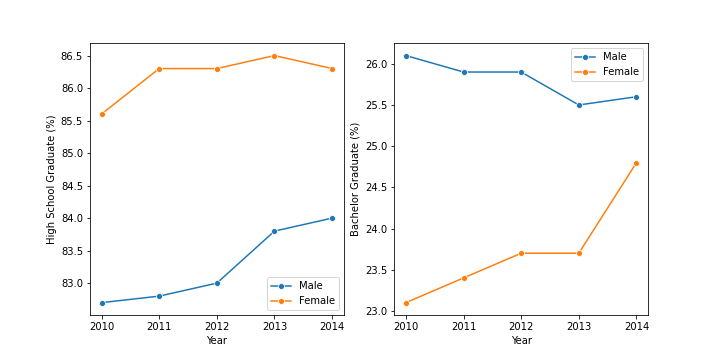 High School Graduate (%)
86.5
86.0
85.5
85.0
84.5
84.0
83.5
83.0
2010 2011 2012 2013 2014
Year
Male
Female
Bachelor Graduate (%)
26.0
25.5
25.0
24.5
24.0
23.5
23.0
2010 2011 2012 2013 2014
Year
Male
Female